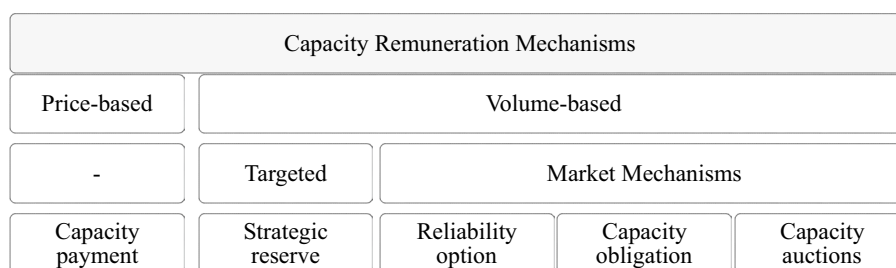 Capacity Remuneration Mechanisms
Price-based
Volume-based
-
Targeted
Market Mechanisms
Capacity
payment
Strategic
reserve
Reliability
option
Capacity
obligation
Capacity
auctions